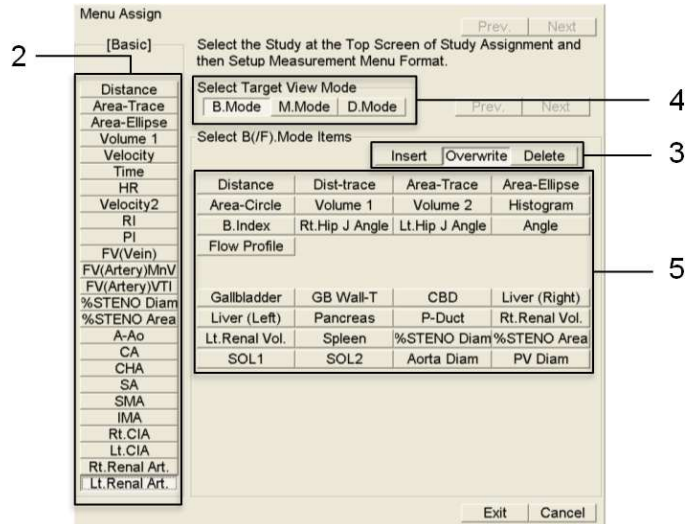 Menu Assign
Prev. Next
[Basic]
Select the Study at the Top Screen of Study Assignment and
then Setup Measurement Menu Format.
2
Distance
Area-Trace
Area-Ellipse
Volume 1
Velocity
Time
HR
Velocity2
RI
PI
FV(Vein)
FV(Artery)MnV
FV(Artery)VTI
%STENO Diam
%STENO Area
A-Ao
CA
CHA
SA
SMA
IMA
Rt.CIA
Lt.CIA
Rt.Renal Art.
Lt.Renal Art.
Select Target View Mode
B.Mode M.Mode D.Mode
Prev. Next
4
Select B(/F).Mode Items
Insert Overwrite Delete
3
Distance Dist-trace Area-Trace Area-Ellipse
Area-Circle Volume 1 Volume 2 Histogram
B.Index Rt.Hip J Angle Lt.Hip J Angle Angle
Flow Profile
5
Gallbladder GB Wall-T CBD Liver (Right)
Liver (Left) Pancreas P-Duct Rt.Renal Vol.
Lt.Renal Vol. Spleen %STENO Diam %STENO Area
SOL1 SOL2 Aorta Diam PV Diam
Exit Cancel